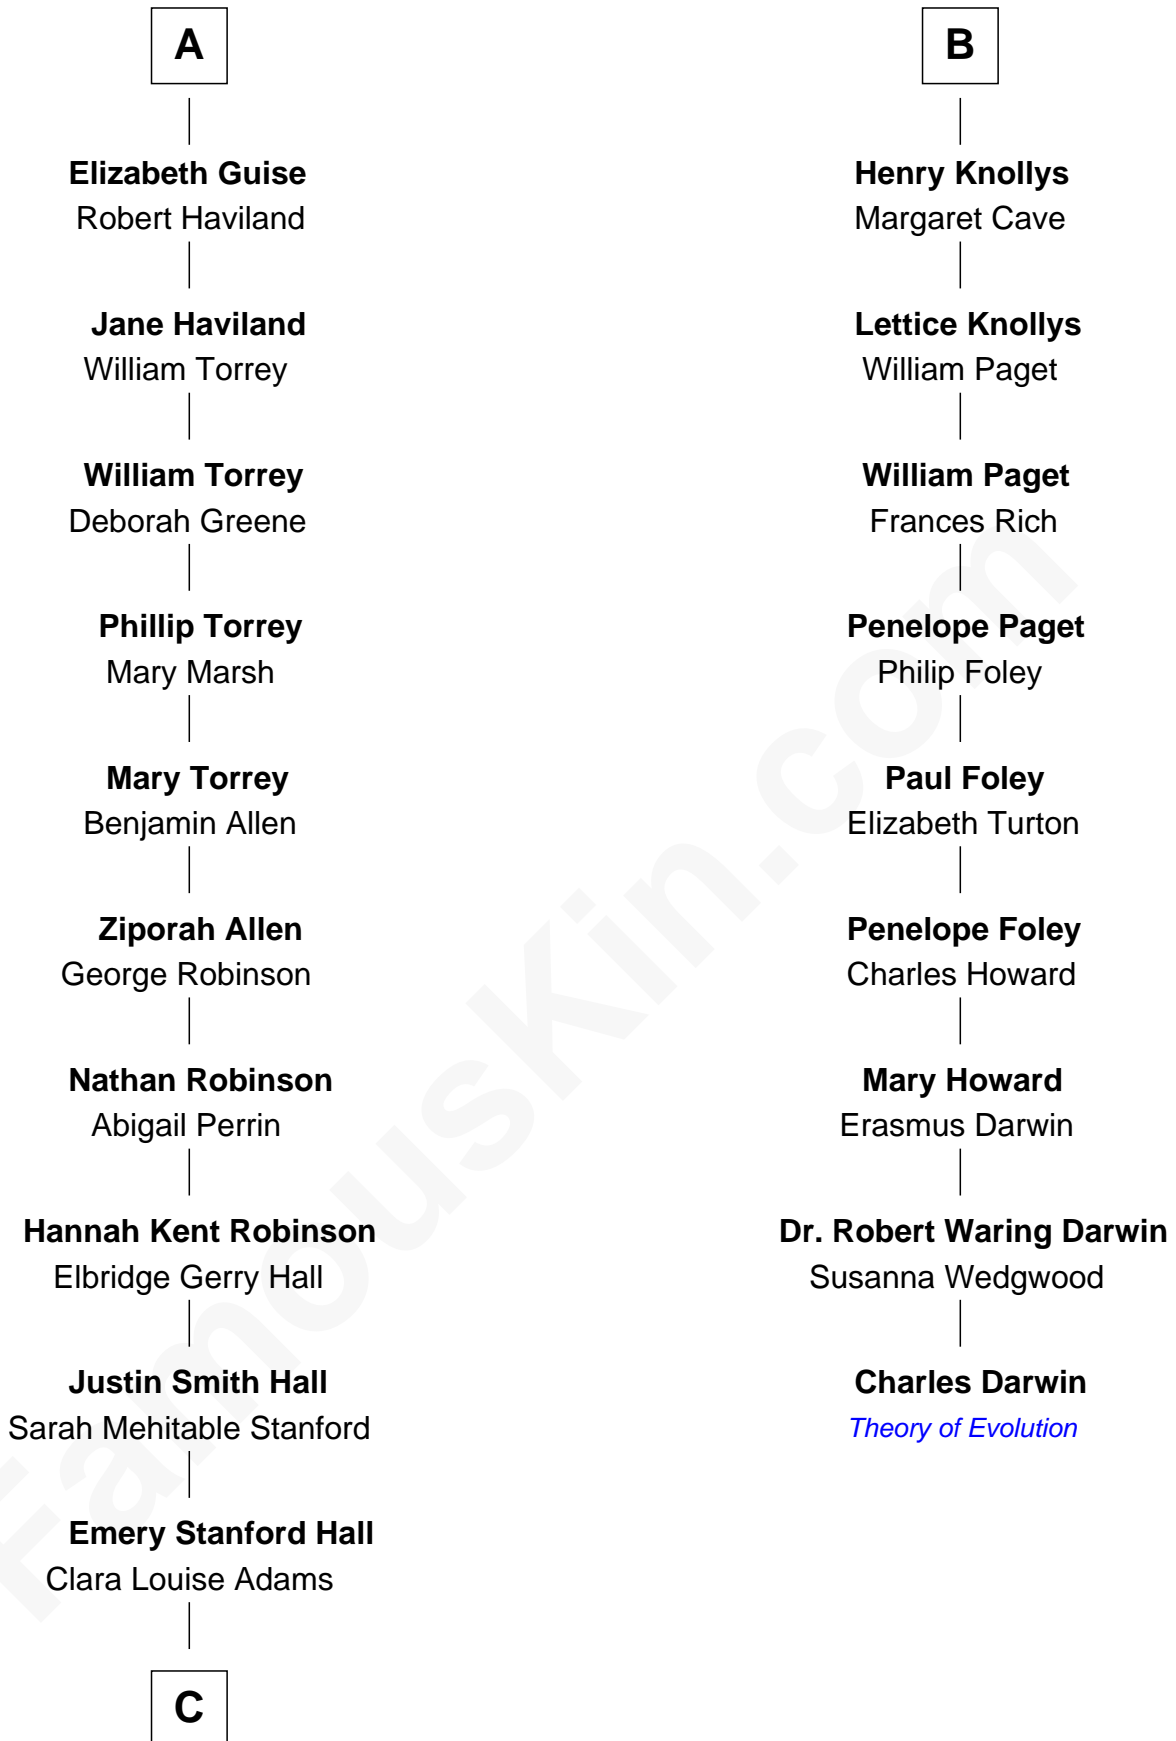 A
Elizabeth Guise
Robert Haviland
Jane Haviland
William Torrey
William Torrey
Deborah Greene
Phillip Torrey
Mary Marsh
Mary Torrey
Benjamin Allen
Ziporah Allen
George Robinson
Nathan Robinson
Abigail Perrin
Hannah Kent Robinson
Elbridge Gerry Hall
Justin Smith Hall
Sarah Mehitable Stanford
Emery Stanford Hall
Clara Louise Adams
C
B
Henry Knollys
Margaret Cave
Lettice Knollys
William Paget
William Paget
Frances Rich
Penelope Paget
Philip Foley
Paul Foley
Elizabeth Turton
Penelope Foley
Charles Howard
Mary Howard
Erasmus Darwin
Dr. Robert Waring Darwin
Susanna Wedgwood
Charles Darwin
Theory of Evolution
FamousKin.com